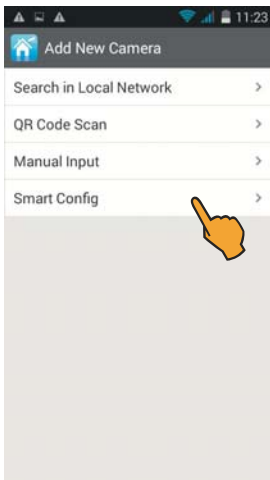 11:23
Add New Camera
Search in Local Network
QR Code Scan
Manual Input
Smart Config